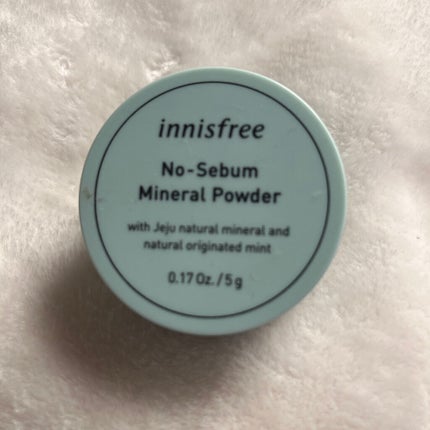 innisfree
No-Sebum
Mineral Powder
with Jeju natural mineral and
natural originated mint
0.17 Oz. / 5 g